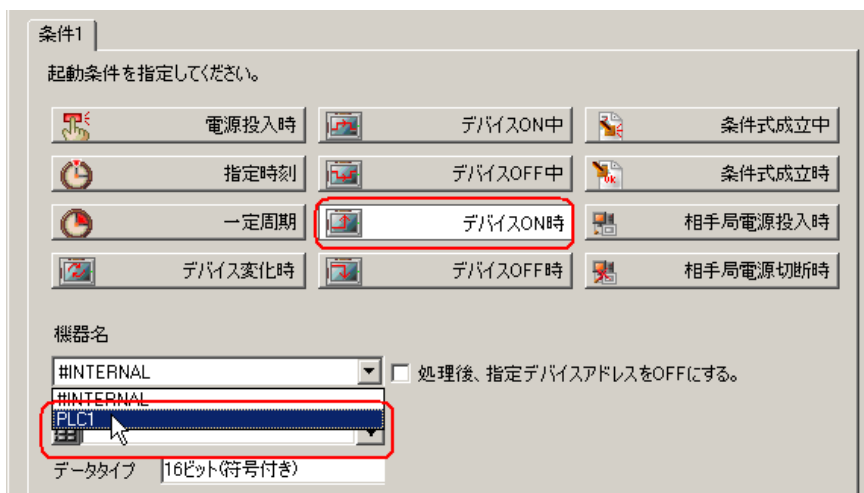 条件1
起動条件を指定してください。
電源投入時 デバイスON中 条件式成立中
指定時刻 デバイスOFF中 条件式成立時
一定周期 デバイスON時 相手局電源投入時
デバイス変化時 デバイスOFF時 相手局電源切断時
機器名
#INTERNAL 処理後、指定デバイスアドレスをOFFにする。
#INTERNAL
PLC1
データタイプ 16ビット(符号付き)